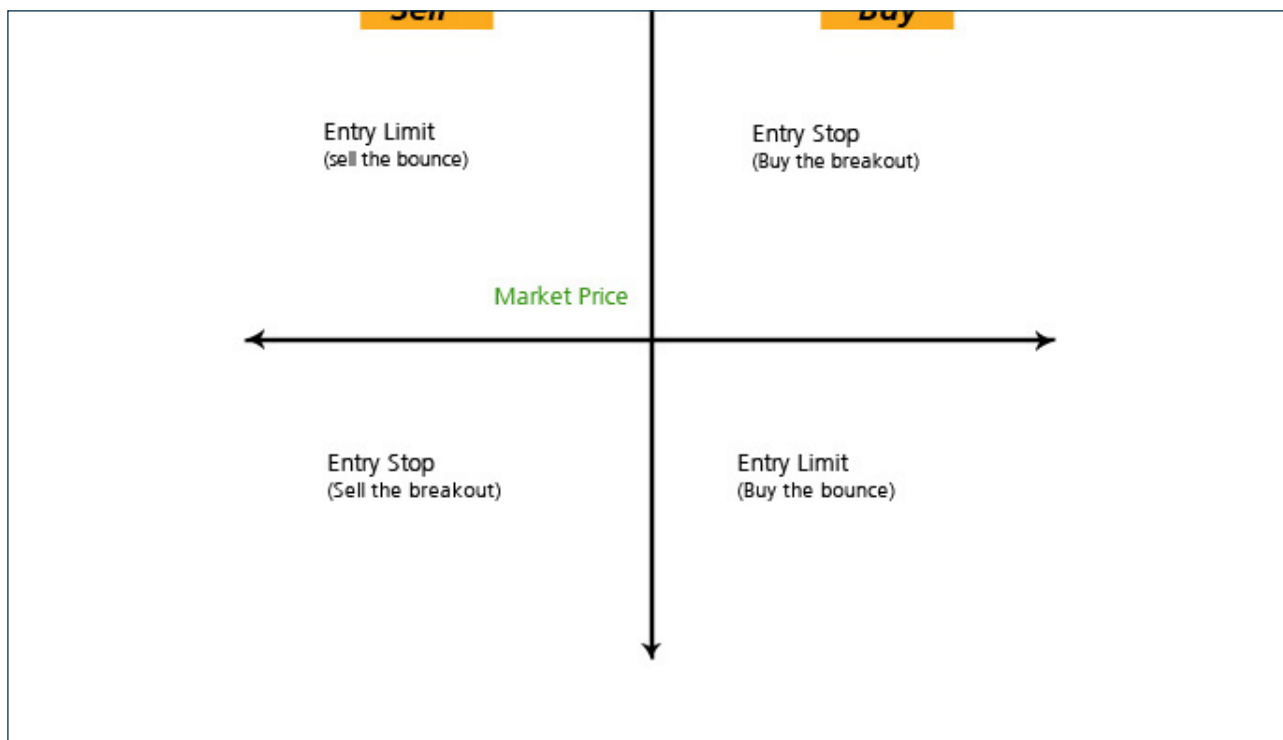 Sell
Buy
Entry Limit
(sell the bounce)
Entry Stop
(Buy the breakout)
Market Price
Entry Stop
(Sell the breakout)
Entry Limit
(Buy the bounce)